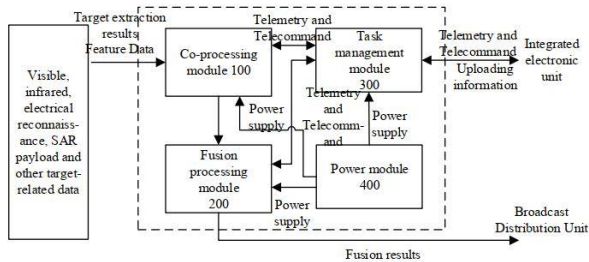 Target extraction
results
Feature Data
Visible,
infrared,
electrical
reconnaiss-
ance, SAR
payload and
other target-
related data
Co-processing
module 100
Telemetry and
Telecommand
Task
management
module
300
Telemetry and
Telecommand
Uploading
information
Integrated
electronic
unit
Power
supply
Telemetry
and
Telecomm-
and
Power
supply
Fusion
processing
module
200
Power
supply
Power module
400
Fusion results
Broadcast
Distribution Unit